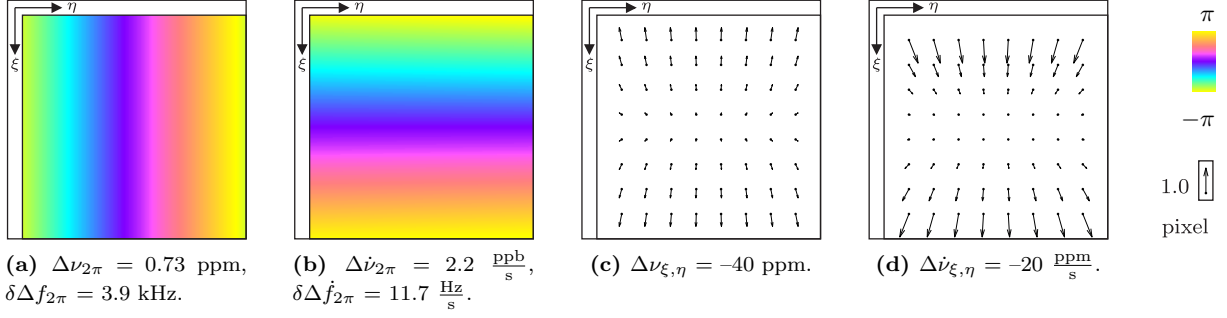 η
ξ
η
ξ
η
ξ
η
ξ
π
−π
1.0
pixel
(a) Δν2π = 0.73 ppm,
δΔf2π = 3.9 kHz.
(b) Δν̇2π = 2.2 ppb/s,
δΔḟ2π = 11.7 Hz/s.
(c) Δνξ,η = –40 ppm.
(d) Δν̇ξ,η = –20 ppm/s.